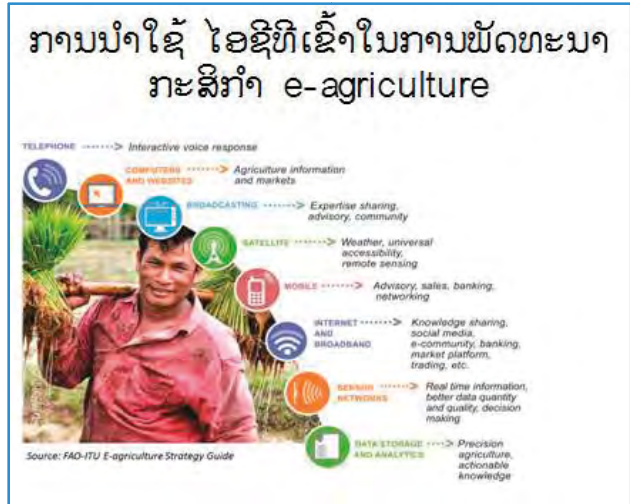 ການນຳໃຊ້ ໄອຊີທີເຂົ້າໃນການພັດທະນາ
ກະສິກຳ e-agriculture
TELEPHONE ·······> Interactive voice response
COMPUTERS ·······> Agriculture information
AND WEBSITES and markets
BROADCASTING ·······> Expertise sharing,
advisory, community
SATELLITE ·······> Weather, universal
accessibility,
remote sensing
MOBILE ·······> Advisory, sales, banking,
networking
INTERNET ·······> Knowledge sharing,
AND social media,
BROADBAND e-community, banking,
market platform,
trading, etc.
SENSOR ·······> Real time information,
NETWORKS better data quantity
and quality, decision
making
DATA STORAGE ····> Precision
AND ANALYTICS agriculture,
actionable
knowledge
Source: FAO-ITU E-agriculture Strategy Guide